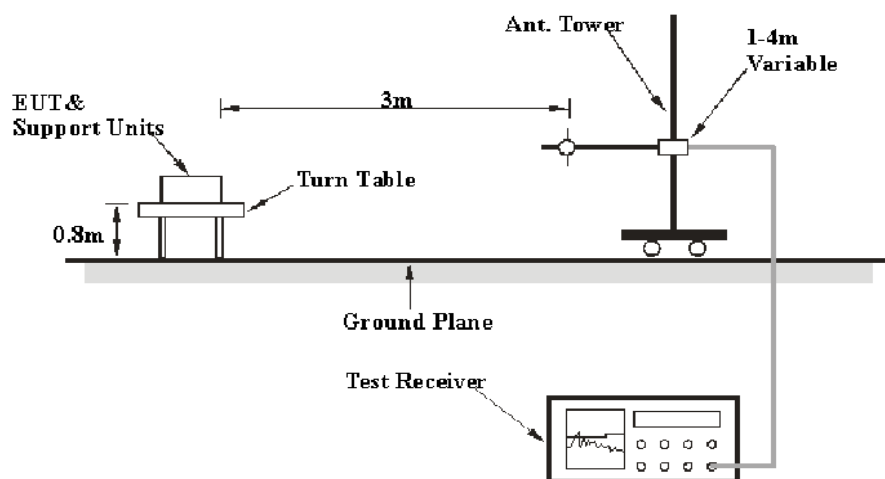 Ant. Tower
1-4m
Variable
3m
EUT&
Support Units
Turn Table
0.8m
Ground Plane
Test Receiver